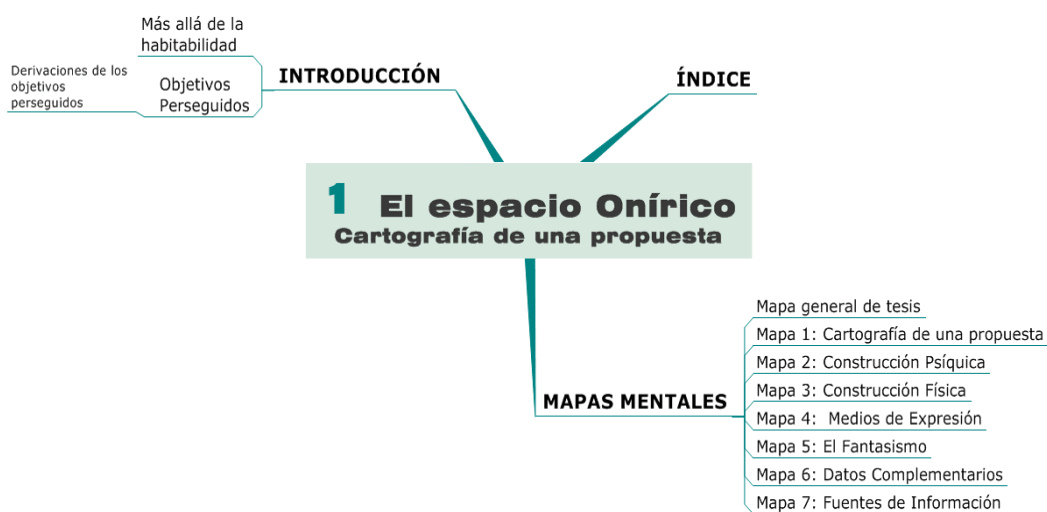 Más allá de la
habitabilidad
Derivaciones de los
objetivos
perseguidos
Objetivos
Perseguidos
INTRODUCCIÓN
ÍNDICE
1 El espacio Onírico
Cartografía de una propuesta
MAPAS MENTALES
Mapa general de tesis
Mapa 1: Cartografía de una propuesta
Mapa 2: Construcción Psíquica
Mapa 3: Construcción Física
Mapa 4: Medios de Expresión
Mapa 5: El Fantasismo
Mapa 6: Datos Complementarios
Mapa 7: Fuentes de Información